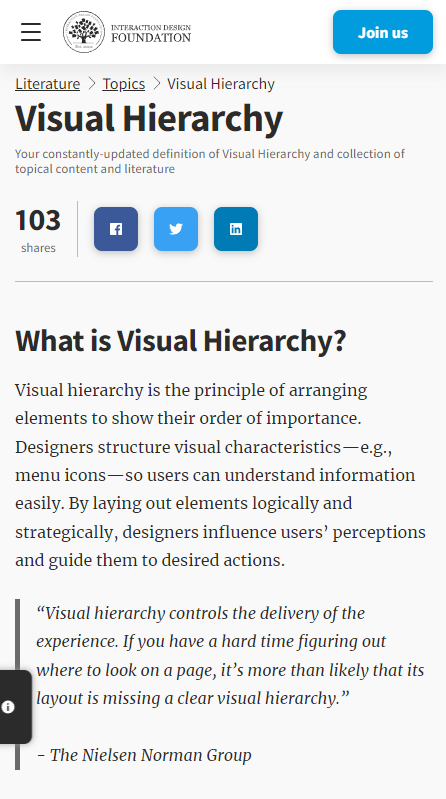 INTERACTION DESIGN
FOUNDATION
Join us
Literature > Topics > Visual Hierarchy
Visual Hierarchy
Your constantly-updated definition of Visual Hierarchy and collection of
topical content and literature
103
shares
What is Visual Hierarchy?
Visual hierarchy is the principle of arranging
elements to show their order of importance.
Designers structure visual characteristics—e.g.,
menu icons—so users can understand information
easily. By laying out elements logically and
strategically, designers influence users’ perceptions
and guide them to desired actions.
“Visual hierarchy controls the delivery of the
experience. If you have a hard time figuring out
where to look on a page, it’s more than likely that its
layout is missing a clear visual hierarchy.”
– The Nielsen Norman Group